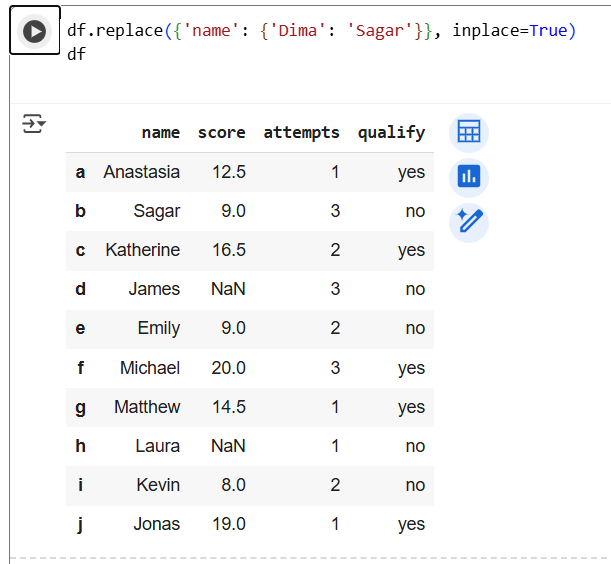 df.replace({'name': {'Dima': 'Sagar'}}, inplace=True)
df
name score attempts qualify
a Anastasia 12.5 1 yes
b Sagar 9.0 3 no
c Katherine 16.5 2 yes
d James NaN 3 no
e Emily 9.0 2 no
f Michael 20.0 3 yes
g Matthew 14.5 1 yes
h Laura NaN 1 no
i Kevin 8.0 2 no
j Jonas 19.0 1 yes